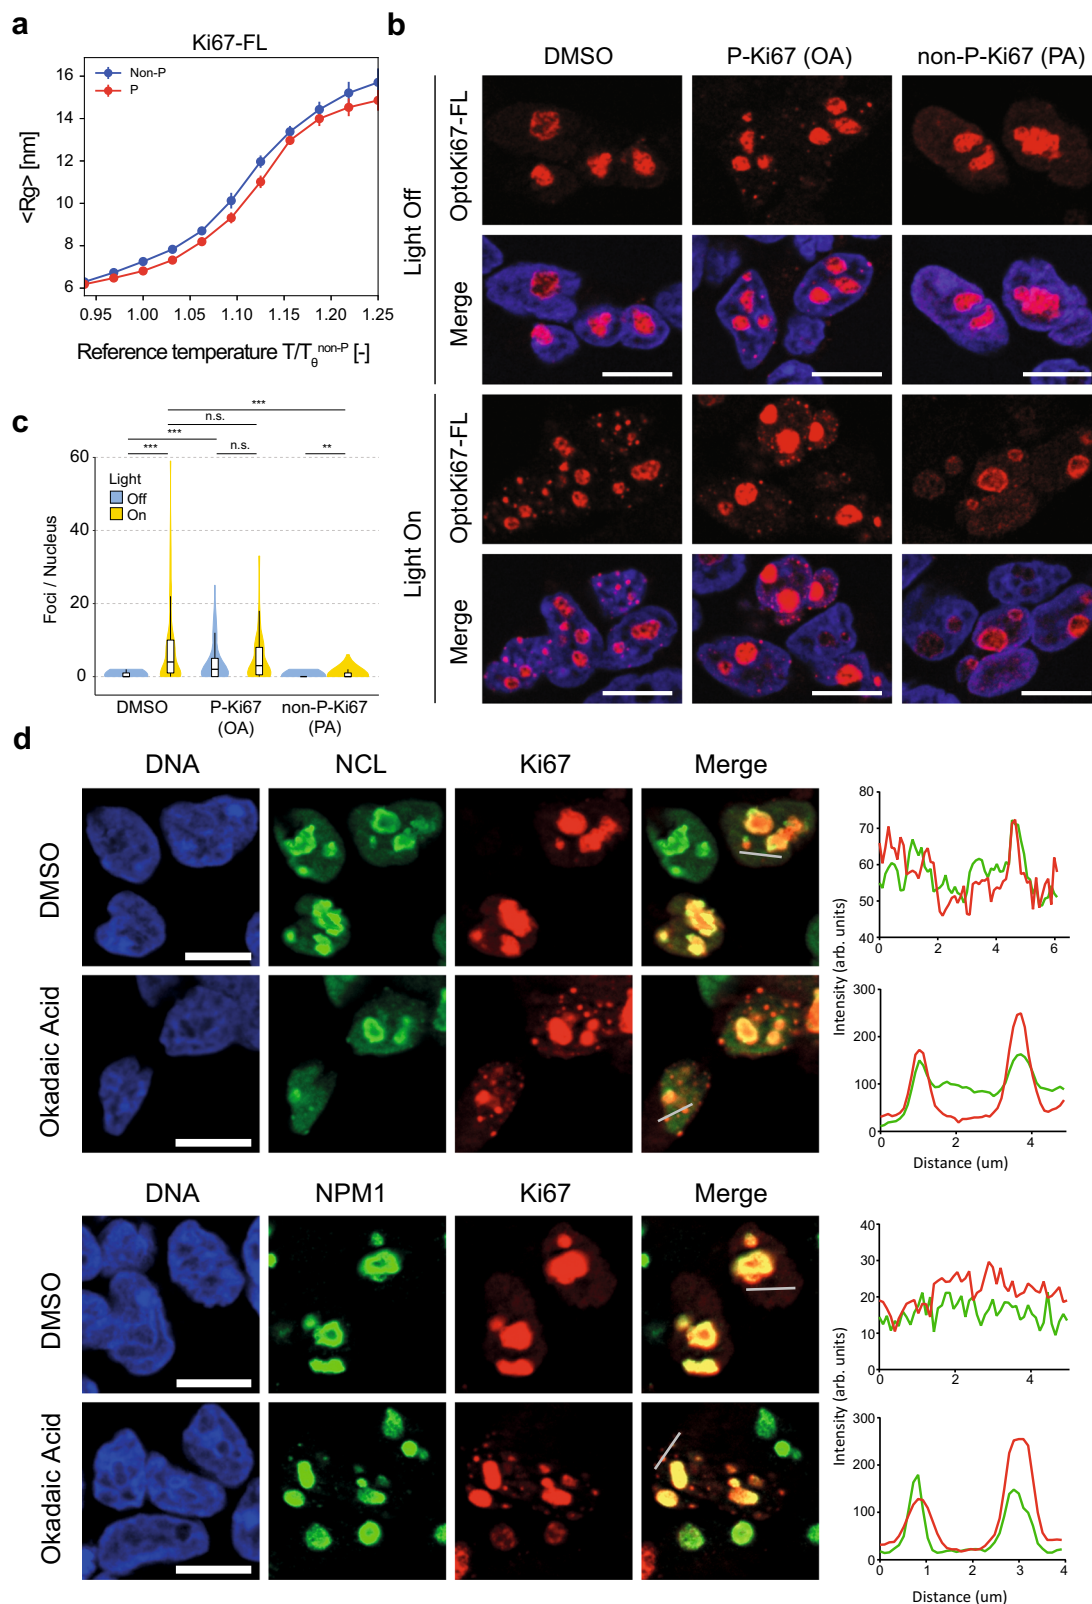 a
Ki67-FL
Non-P
P
16
14
12
10
8
6
<Rg> [nm]
0.95 1.00 1.05 1.10 1.15 1.20 1.25
Reference temperature T/Tθnon-P [-]
b
DMSO P-Ki67 (OA) non-P-Ki67 (PA)
Light Off
OptoKi67-FL
Merge
Light On
OptoKi67-FL
Merge
c
***
n.s.
***
*** n.s. **
Light
Off
On
60
40
20
0
Foci / Nucleus
DMSO P-Ki67 (OA) non-P-Ki67 (PA)
d
DNA NCL Ki67 Merge
DMSO
Okadaic Acid
80
70
60
50
40
0 2 4 6
Intensity (arb. units)
300
200
100
0
0 2 4
Distance (um)
DNA NPM1 Ki67 Merge
DMSO
Okadaic Acid
40
30
20
10
0
0 2 4
Intensity (arb. units)
300
200
100
0
0 1 2 3 4
Distance (um)